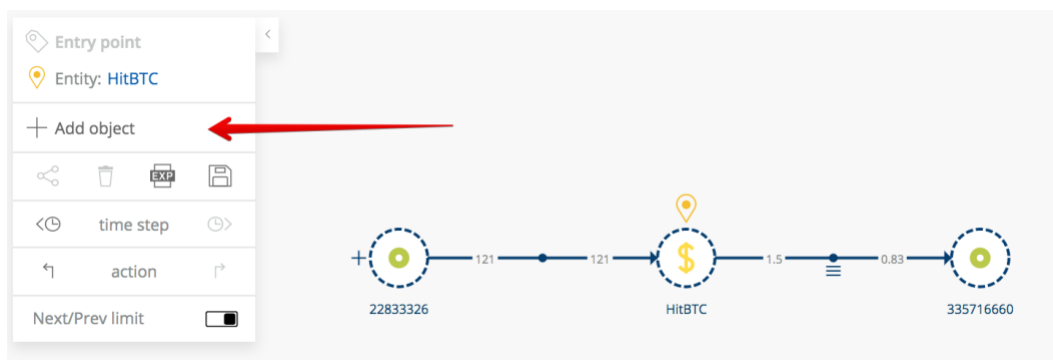 Entry point
Entity: HitBTC
Add object
EXP
time step
action
Next/Prev limit
121 121 1.5 0.83
22833326 HitBTC 335716660